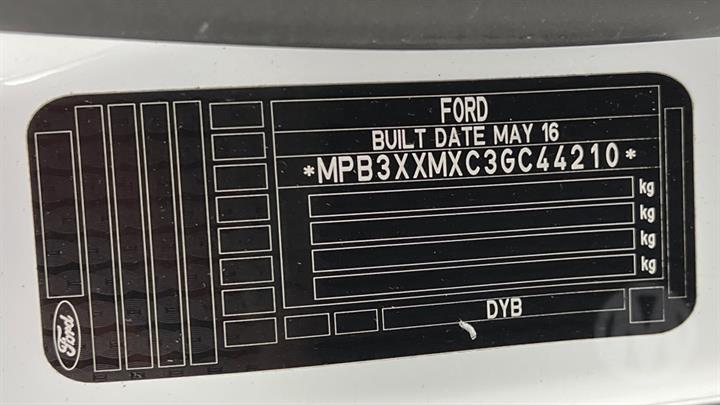 FORD
BUILT DATE MAY 16
*MPB3XXMXC3GC44210*
kg
kg
kg
kg
DYB
Ford